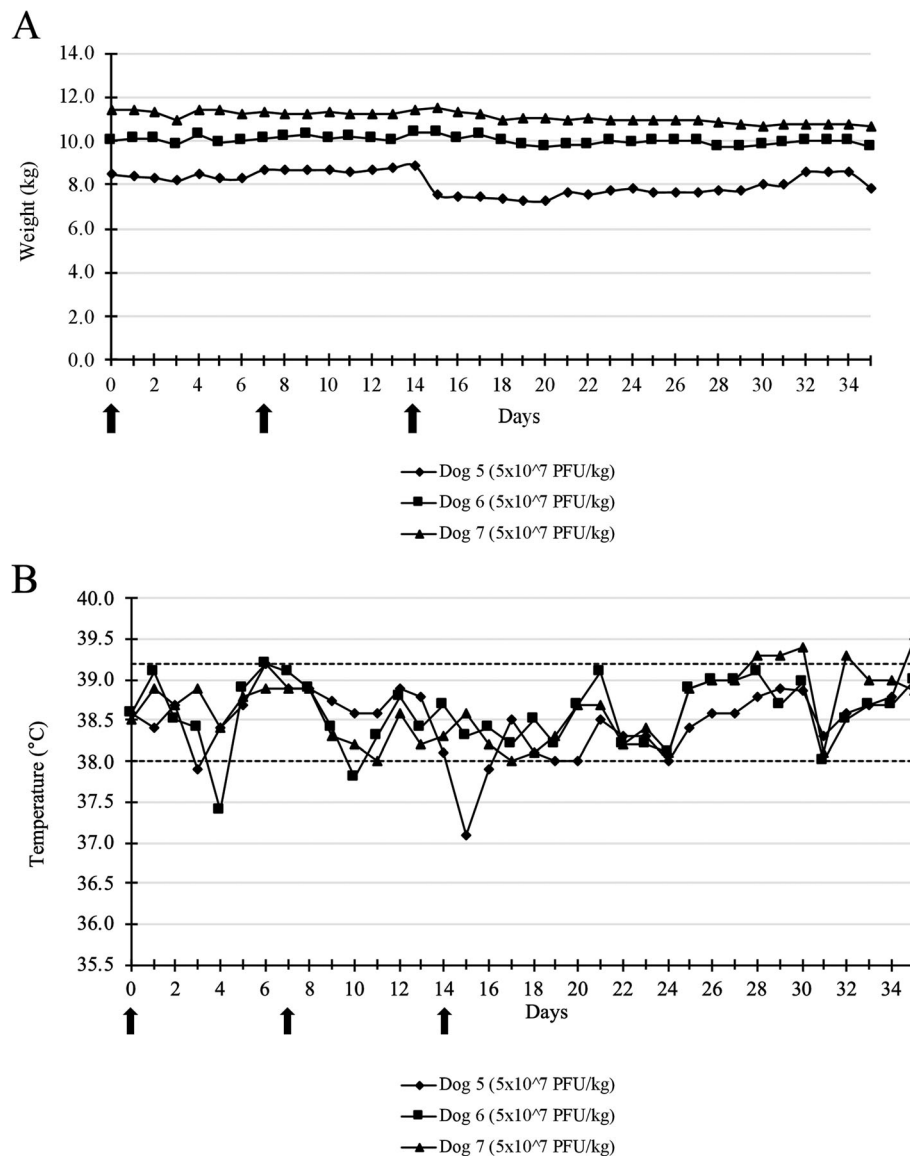 A
14.0
12.0
10.0
8.0
6.0
4.0
2.0
0.0
Weight (kg)
0 2 4 6 8 10 12 14 16 18 20 22 24 26 28 30 32 34
Days
Dog 5 (5x10^7 PFU/kg)
Dog 6 (5x10^7 PFU/kg)
Dog 7 (5x10^7 PFU/kg)
B
40.0
39.5
39.0
38.5
38.0
37.5
37.0
36.5
36.0
35.5
Temperature (°C)
0 2 4 6 8 10 12 14 16 18 20 22 24 26 28 30 32 34
Days
Dog 5 (5x10^7 PFU/kg)
Dog 6 (5x10^7 PFU/kg)
Dog 7 (5x10^7 PFU/kg)